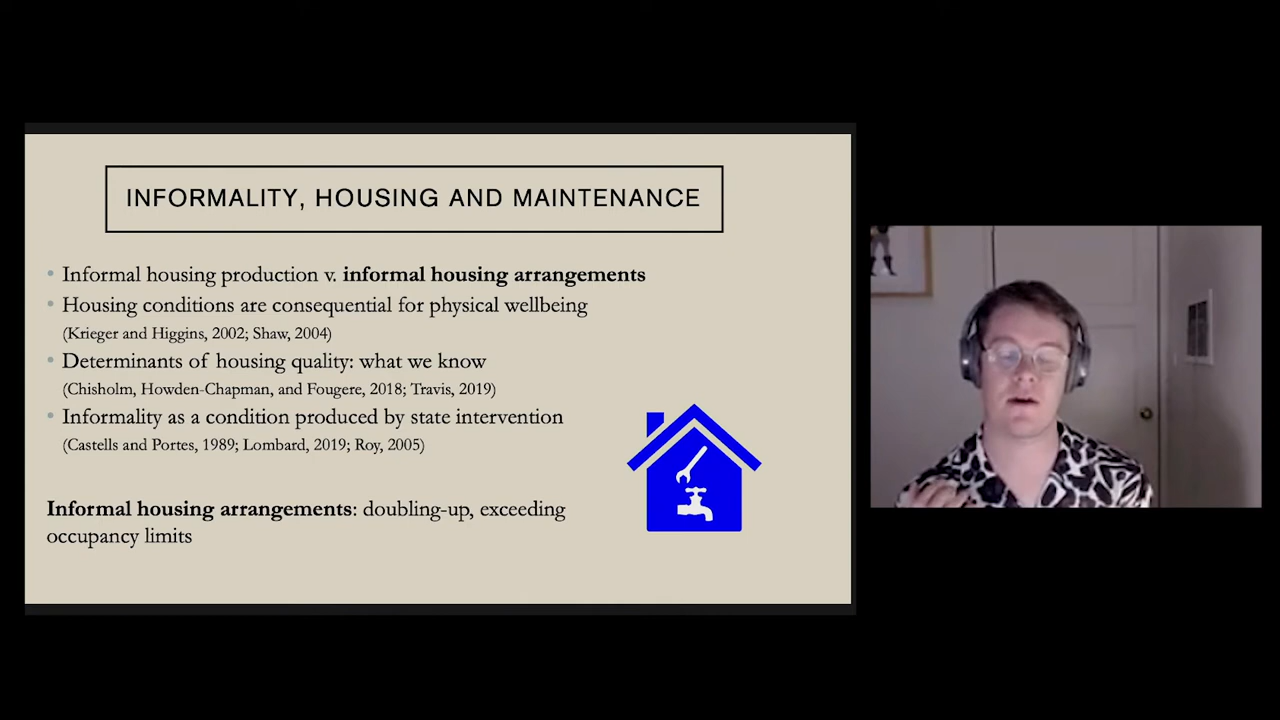 INFORMALITY, HOUSING AND MAINTENANCE
Informal housing production v. informal housing arrangements
Housing conditions are consequential for physical wellbeing
(Krieger and Higgins, 2002; Shaw, 2004)
Determinants of housing quality: what we know
(Chisholm, Howden-Chapman, and Fougere, 2018; Travis, 2019)
Informality as a condition produced by state intervention
(Castells and Portes, 1989; Lombard, 2019; Roy, 2005)
Informal housing arrangements: doubling-up, exceeding
occupancy limits